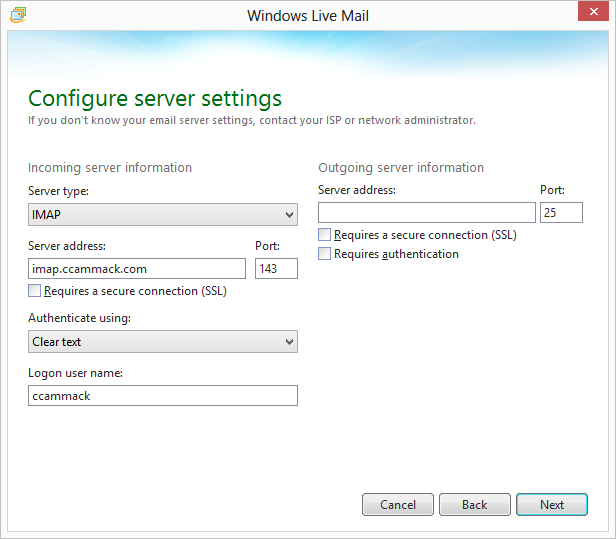 Windows Live Mail
Configure server settings
If you don't know your email server settings, contact your ISP or network administrator.
Incoming server information
Server type:
IMAP
Server address: Port:
imap.ccammack.com 143
Requires a secure connection (SSL)
Authenticate using:
Clear text
Logon user name:
ccammack
Outgoing server information
Server address: Port:
25
Requires a secure connection (SSL)
Requires authentication
Cancel Back Next